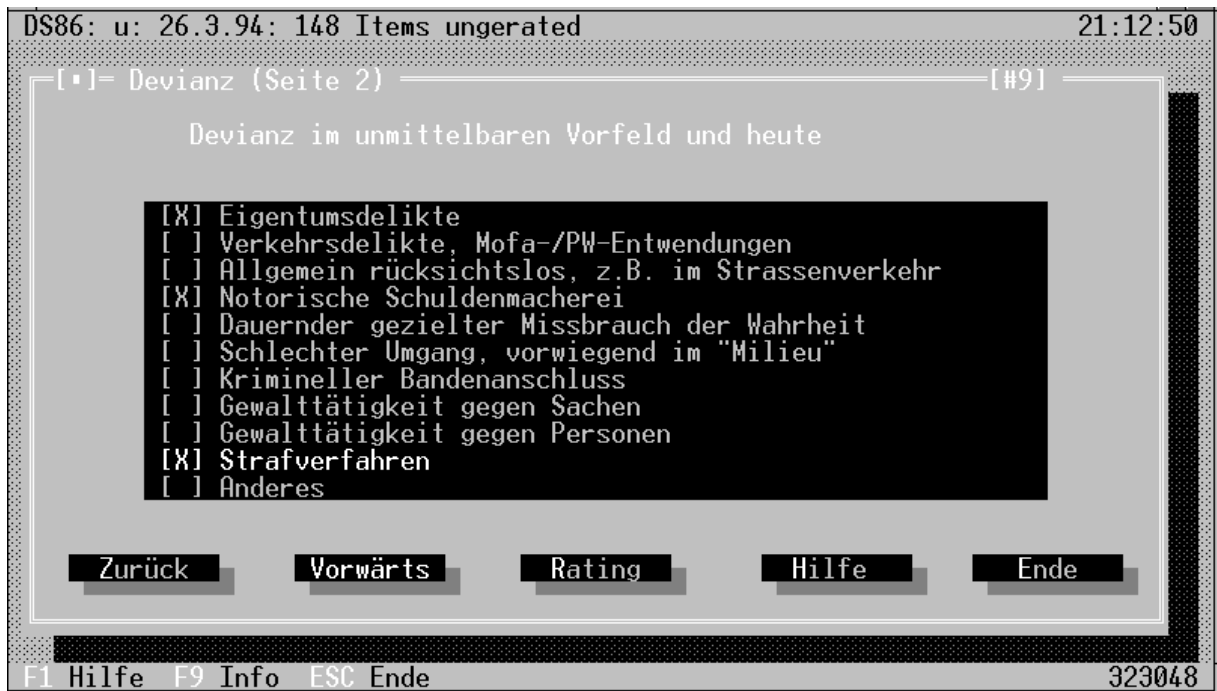 DS86: u: 26.3.94: 148 Items ungerated 21:12:50
[▪]= Devianz (Seite 2) [#9]
Devianz im unmittelbaren Vorfeld und heute
[X] Eigentumsdelikte
[ ] Verkehrsdelikte, Mofa-/PW-Entwendungen
[ ] Allgemein rücksichtslos, z.B. im Strassenverkehr
[X] Notorische Schuldenmacherei
[ ] Dauernder gezielter Missbrauch der Wahrheit
[ ] Schlechter Umgang, vorwiegend im "Milieu"
[ ] Krimineller Bandenanschluss
[ ] Gewalttätigkeit gegen Sachen
[ ] Gewalttätigkeit gegen Personen
[X] Strafverfahren
[ ] Anderes
Zurück Vorwärts Rating Hilfe Ende
F1 Hilfe F9 Info ESC Ende 323048